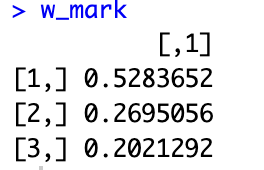 > w_mark
[,1]
[1,] 0.5283652
[2,] 0.2695056
[3,] 0.2021292